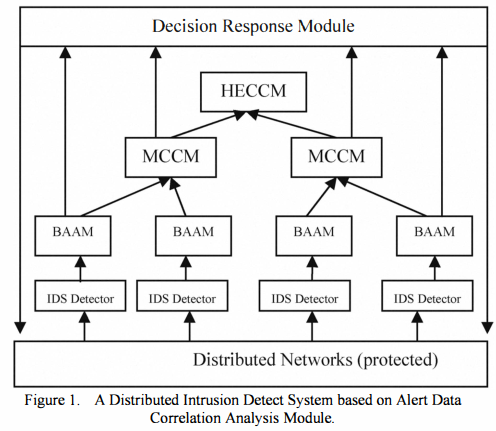 Decision Response Module
HECCM
MCCM
MCCM
BAAM
BAAM
BAAM
BAAM
IDS Detector
IDS Detector
IDS Detector
IDS Detector
Distributed Networks (protected)
Figure 1. A Distributed Intrusion Detect System based on Alert Data
Correlation Analysis Module.